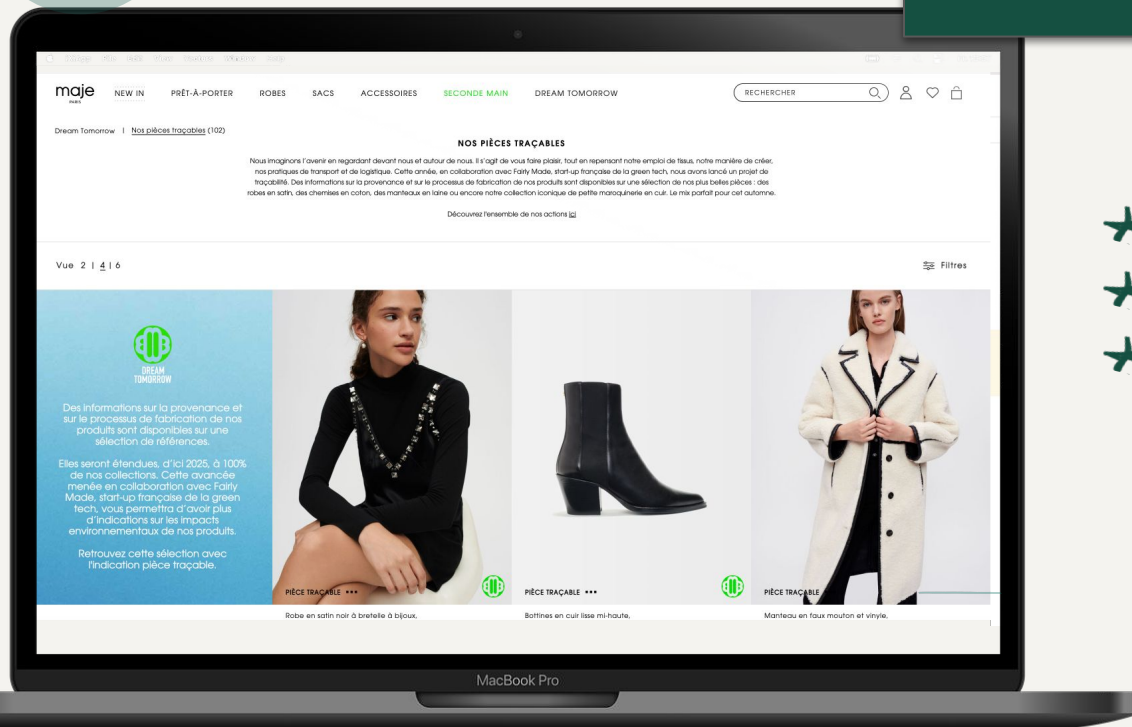 maje
PARIS
NEW IN
PRÊT-À-PORTER
ROBES
SACS
ACCESSOIRES
SECONDE MAIN
DREAM TOMORROW
RECHERCHER
Dream Tomorrow | Nos pièces traçables (102)
NOS PIÈCES TRAÇABLES
Nous imaginons l'avenir en regardant devant nous et autour de nous. Il s'agit de vous faire plaisir, tout en repensant notre emploi de tissus, notre manière de créer,
nos pratiques de transport et de logistique. Cette année, en collaboration avec Fairly Made, start-up française de la green tech, nous avons lancé un projet de
traçabilité. Des informations sur la provenance et sur le processus de fabrication de nos produits sont disponibles sur une sélection de nos plus belles pièces : des
robes en satin, des chemises en coton, des manteaux en laine ou encore notre collection iconique de petite maroquinerie en cuir. Le mix parfait pour cet automne.
Découvrez l'ensemble de nos actions ici
Vue 2 | 4 | 6
Filtres
DREAM
TOMORROW
Des informations sur la provenance et
sur le processus de fabrication de nos
produits sont disponibles sur une
sélection de références.
Elles seront étendues, d'ici 2025, à 100%
de nos collections. Cette avancée
menée en collaboration avec Fairly
Made, start-up française de la green
tech, vous permettra d'avoir plus
d'indications sur les impacts
environnementaux de nos produits.
Retrouvez cette sélection avec
l'indication pièce traçable.
PIÈCE TRAÇABLE •••
Robe en satin noir à bretelle à bijoux,
PIÈCE TRAÇABLE •••
Bottines en cuir lisse mi-haute,
PIÈCE TRAÇABLE
Manteau en faux mouton et vinyle,
MacBook Pro